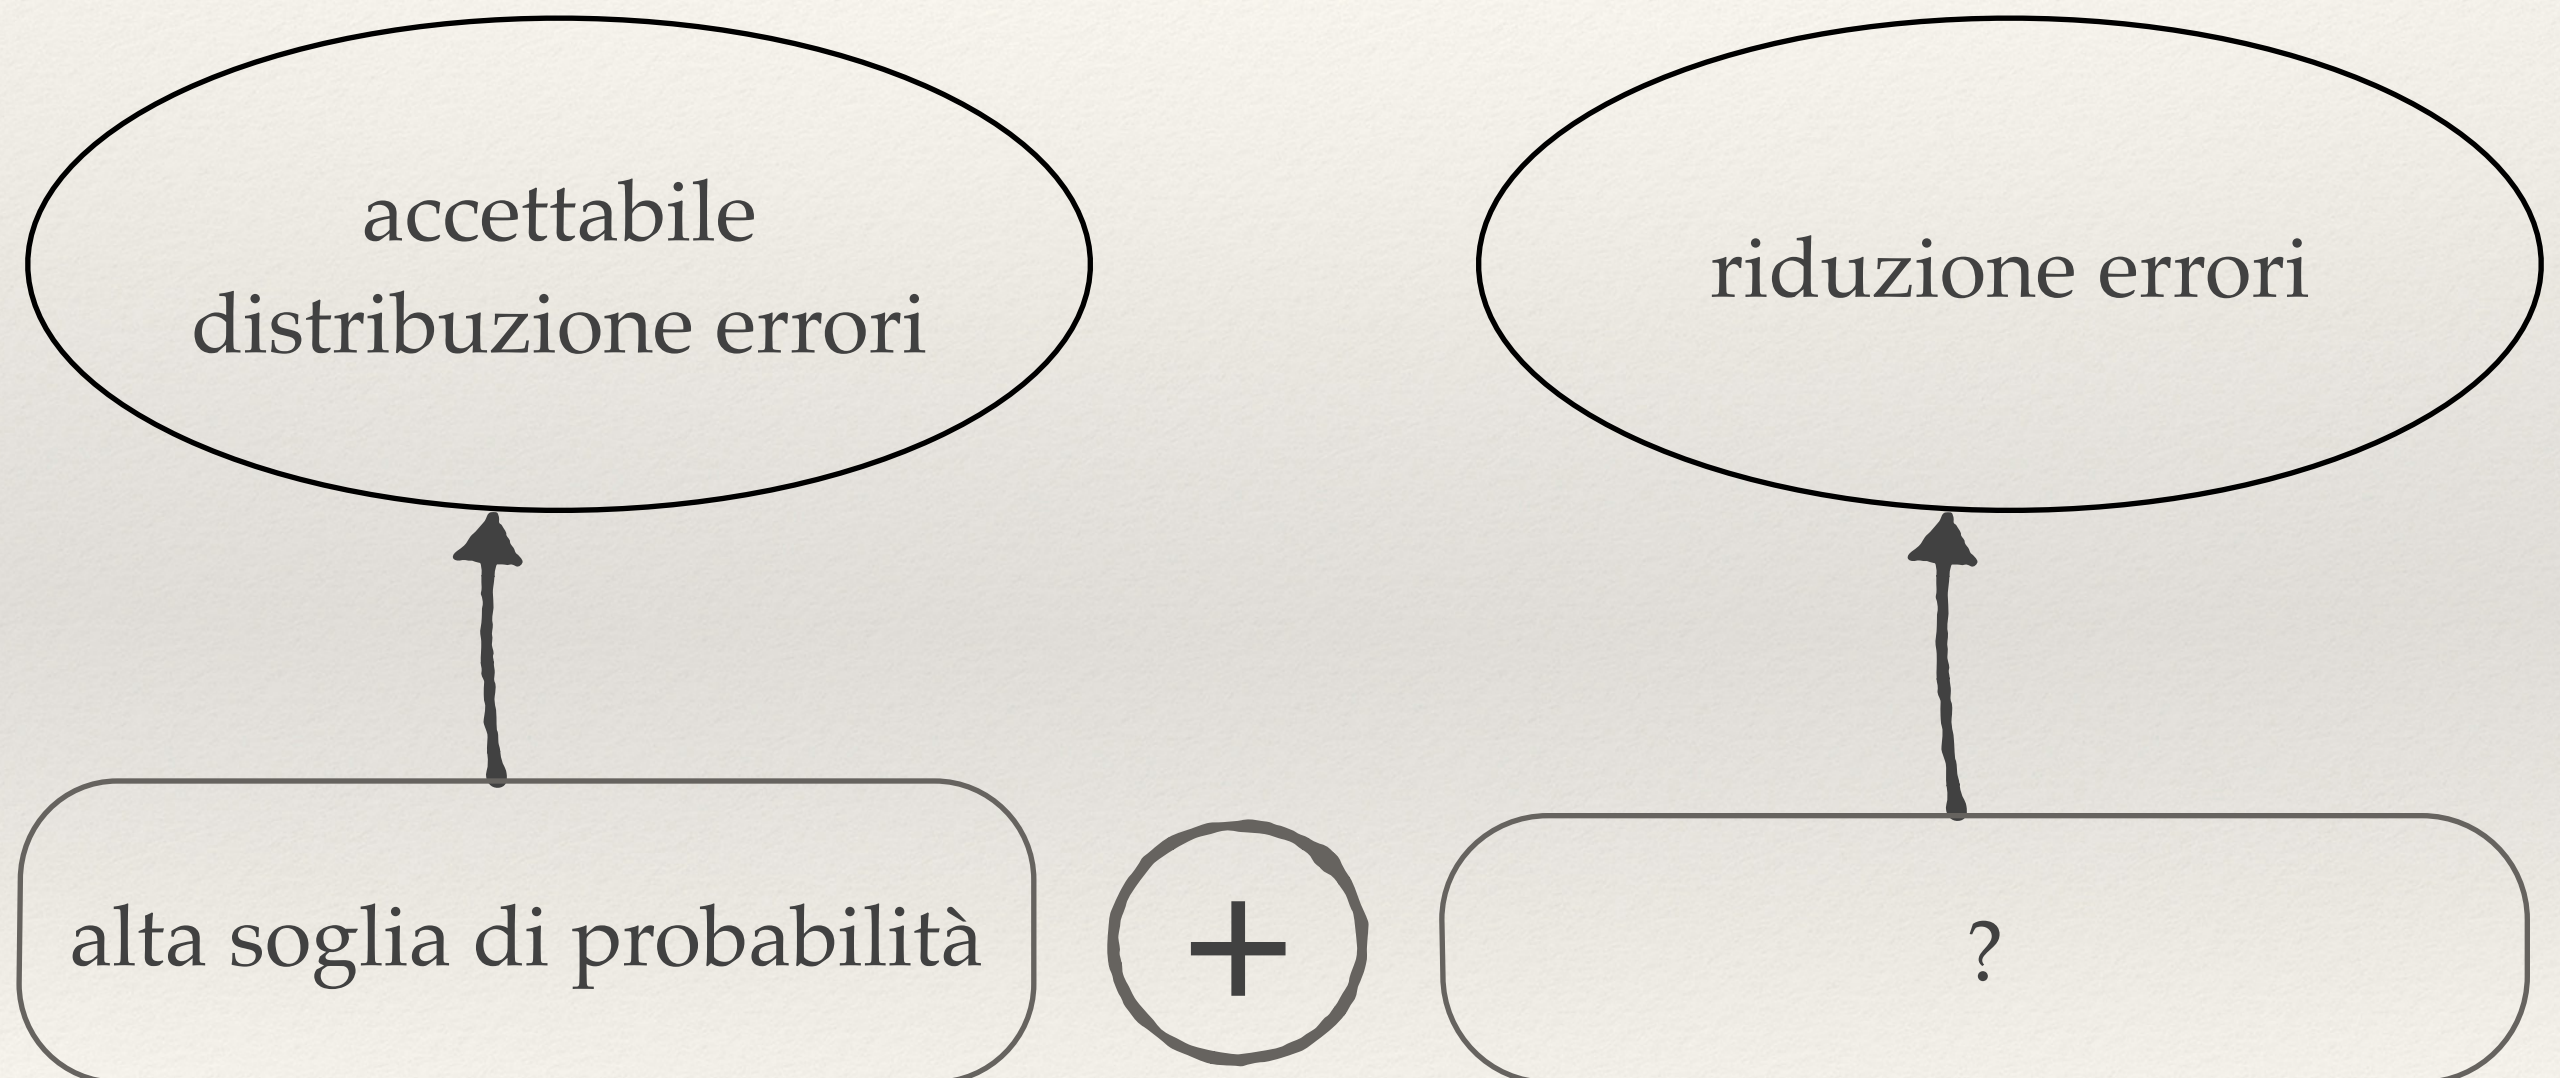 accettabile
distribuzione errori
riduzione errori
alta soglia di probabilità
+
?